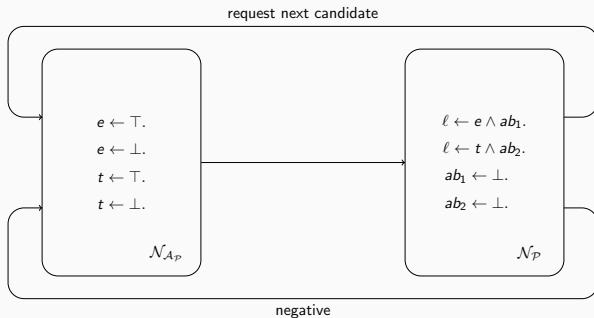 request next candidate
e ← ⊤.
e ← ⊥.
t ← ⊤.
t ← ⊥.
𝒩_{𝒜_𝒫}
ℓ ← e ∧ ab₁.
ℓ ← t ∧ ab₂.
ab₁ ← ⊥.
ab₂ ← ⊥.
𝒩_𝒫
negative